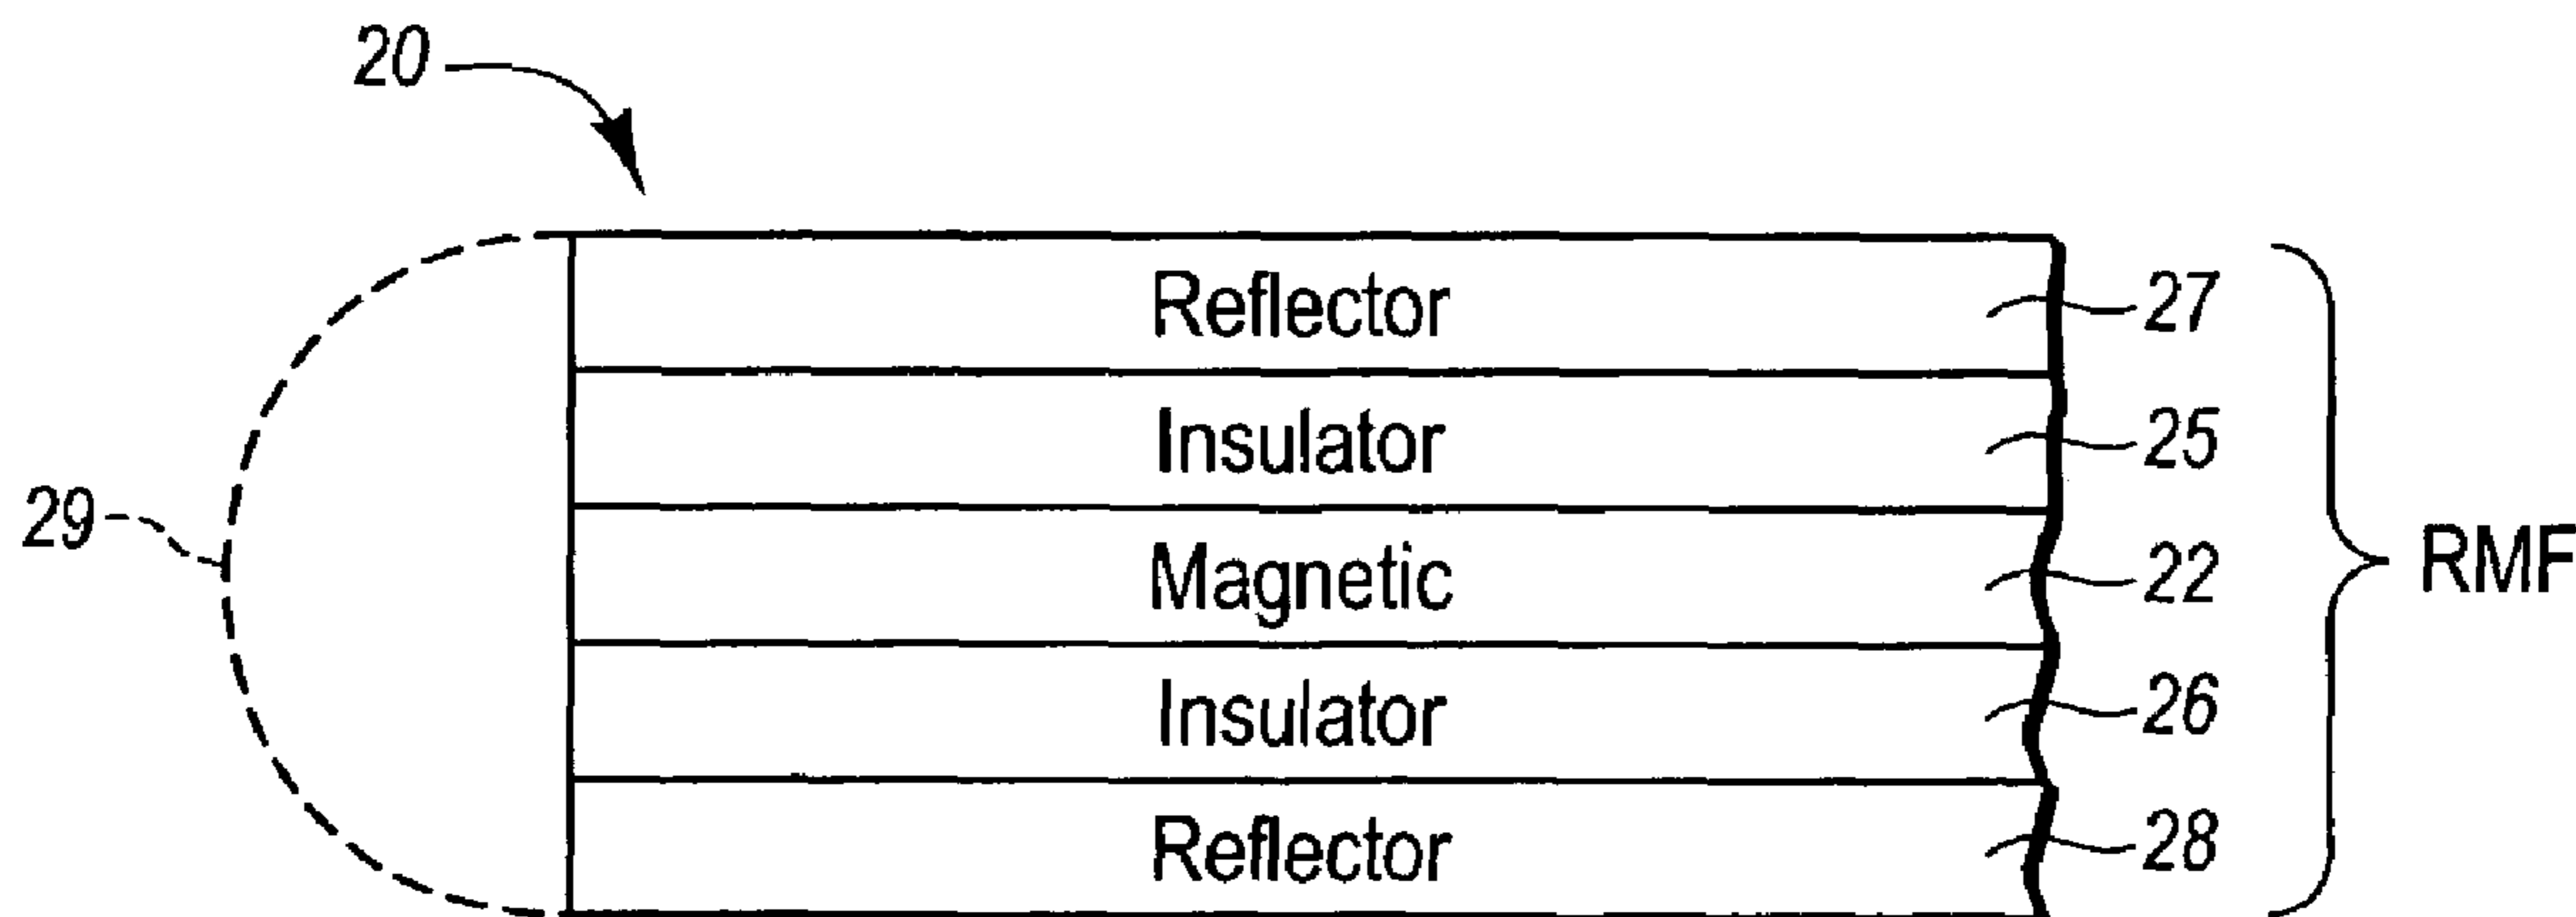 20
Reflector 27
Insulator 25
29 Magnetic 22 RMF
Insulator 26
Reflector 28